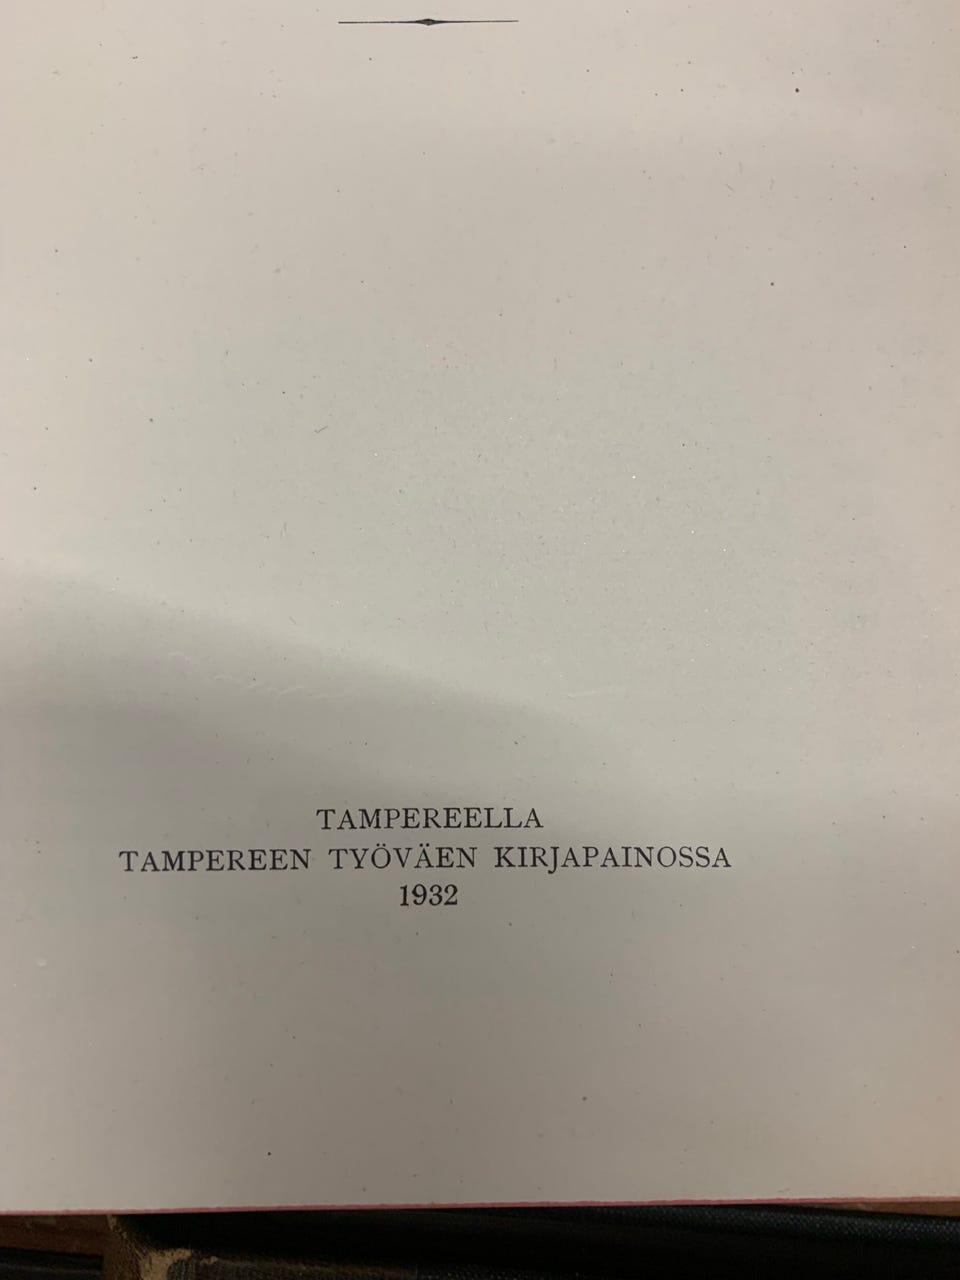 TAMPEREELLA
TAMPEREEN TYÖVÄEN KIRJAPAINOSSA
1932